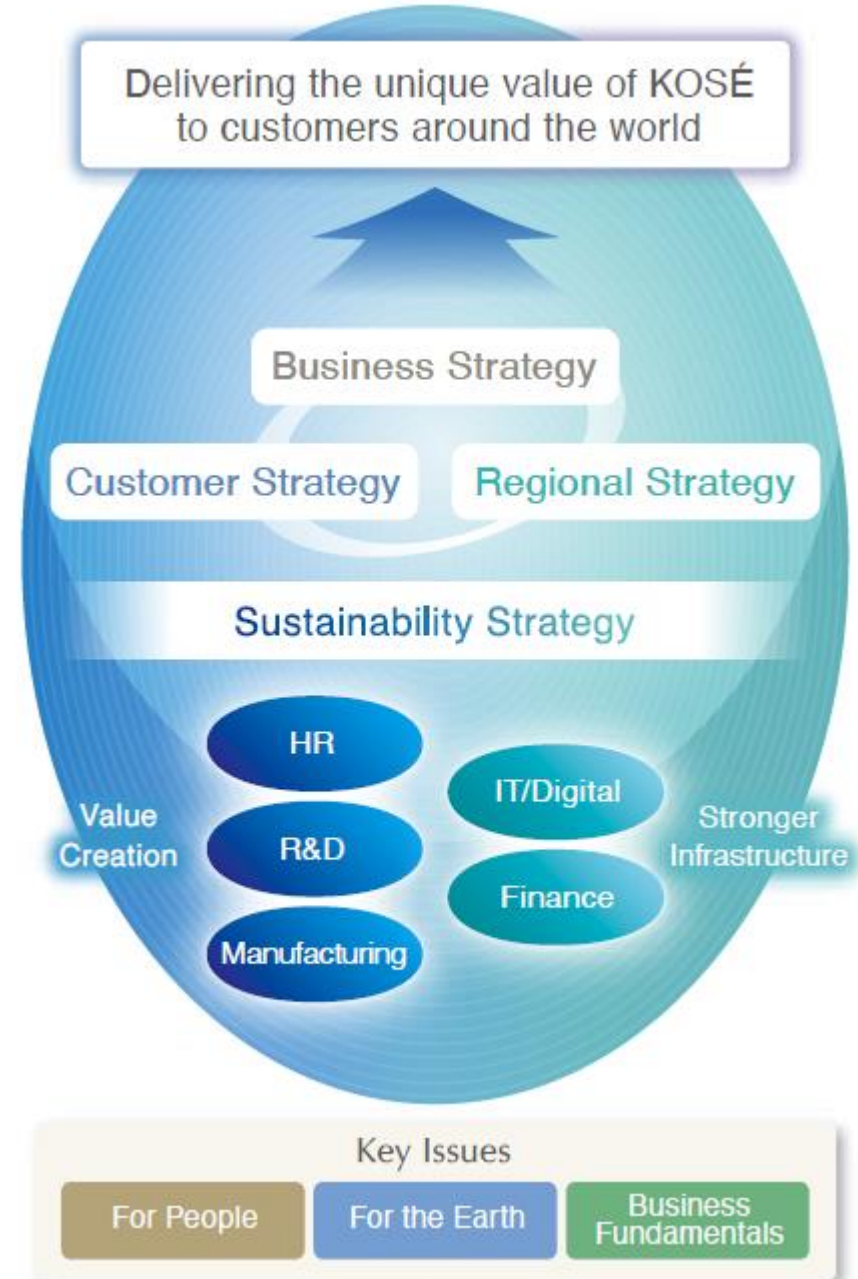 Delivering the unique value of KOSÉ
to customers around the world
Business Strategy
Customer Strategy
Regional Strategy
Sustainability Strategy
Value
Creation
HR
R&D
Manufacturing
IT/Digital
Finance
Stronger
Infrastructure
Key Issues
For People
For the Earth
Business
Fundamentals